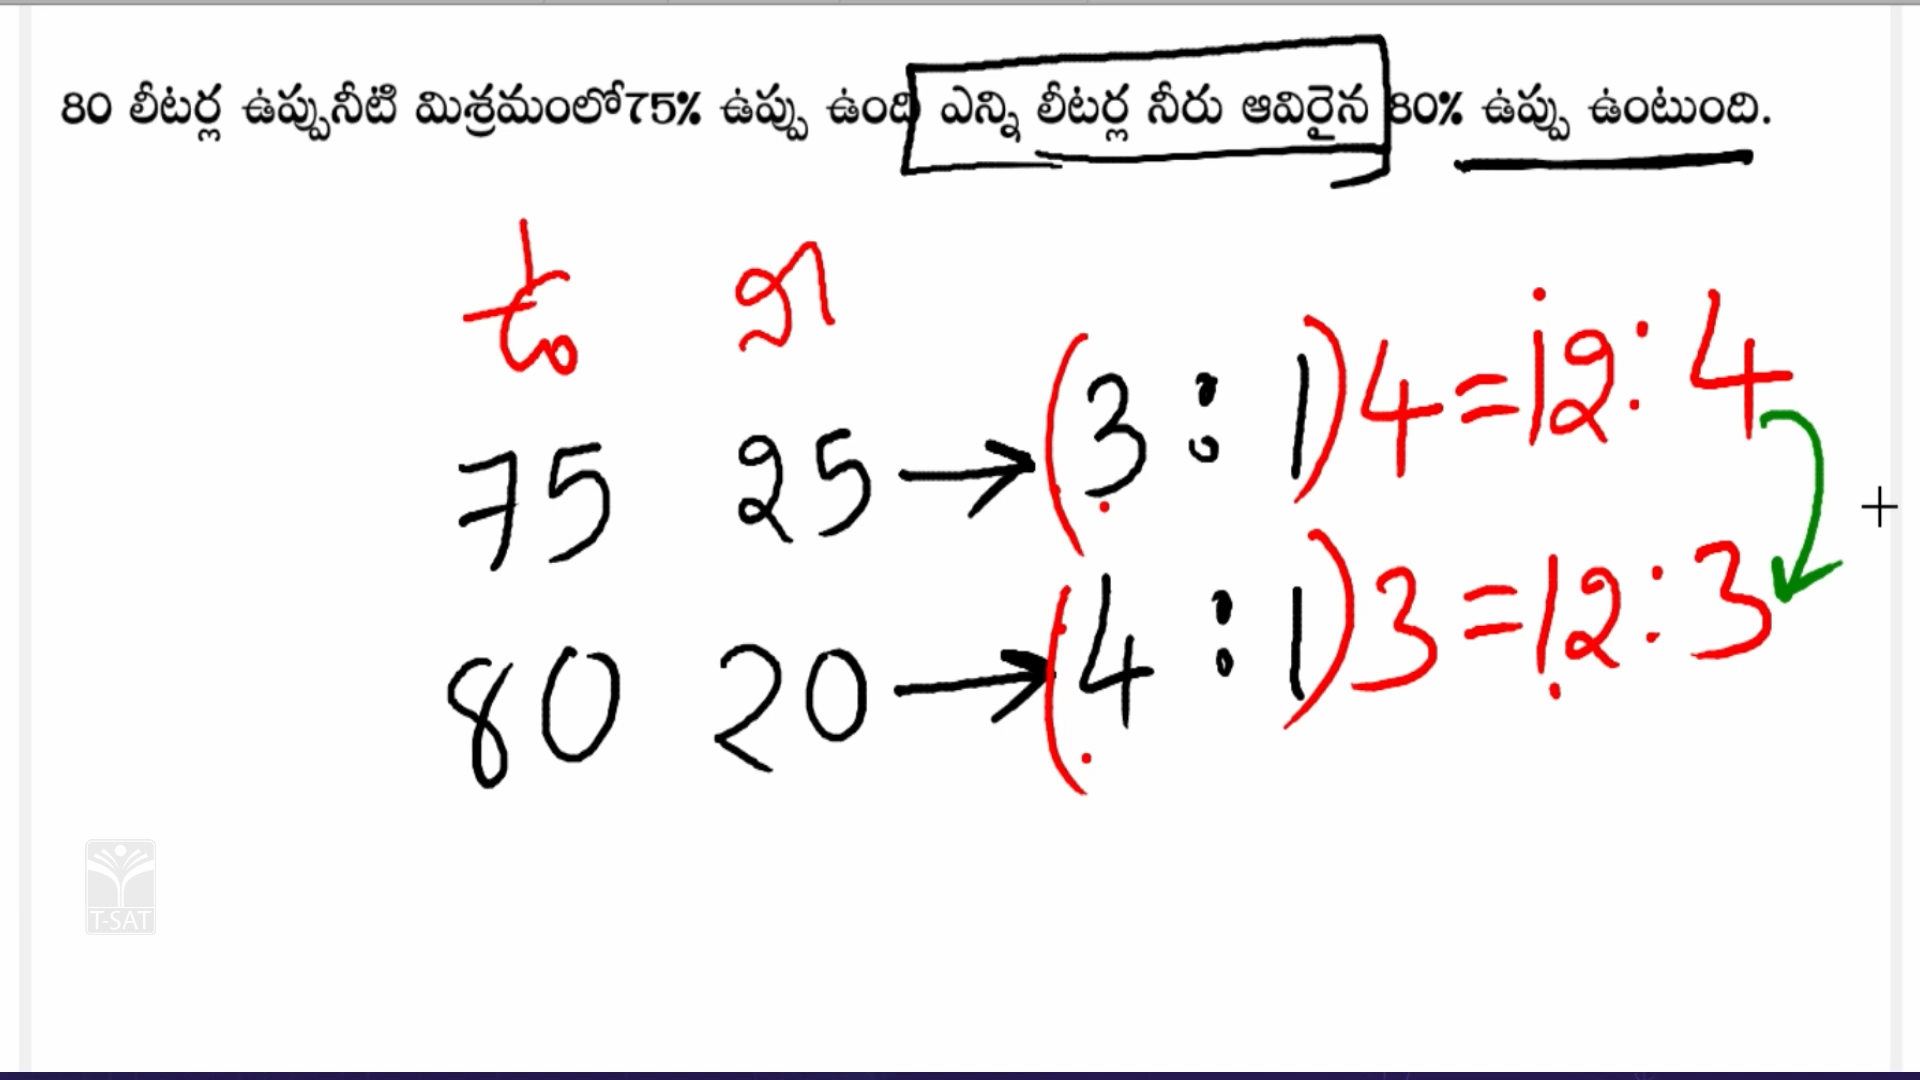 80 లీటర్ల ఉప్పునీటి మిశ్రమంలో75% ఉప్పు ఉంది ఎన్ని లీటర్ల నీరు ఆవిరైన 80% ఉప్పు ఉంటుంది.
75 25 → (3 : 1) 4 = 12 : 4
80 20 → (4 : 1) 3 = 12 : 3
T-SAT